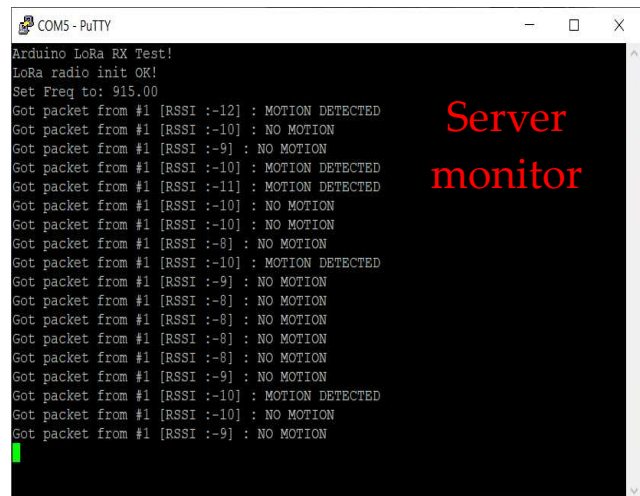 COM5 - PuTTY
Arduino LoRa RX Test!
LoRa radio init OK!
Set Freq to: 915.00
Got packet from #1 [RSSI :-12] : MOTION DETECTED
Got packet from #1 [RSSI :-10] : NO MOTION
Got packet from #1 [RSSI :-9] : NO MOTION
Got packet from #1 [RSSI :-10] : MOTION DETECTED
Got packet from #1 [RSSI :-11] : MOTION DETECTED
Got packet from #1 [RSSI :-10] : NO MOTION
Got packet from #1 [RSSI :-10] : NO MOTION
Got packet from #1 [RSSI :-8] : NO MOTION
Got packet from #1 [RSSI :-10] : MOTION DETECTED
Got packet from #1 [RSSI :-9] : NO MOTION
Got packet from #1 [RSSI :-8] : NO MOTION
Got packet from #1 [RSSI :-8] : NO MOTION
Got packet from #1 [RSSI :-8] : NO MOTION
Got packet from #1 [RSSI :-8] : NO MOTION
Got packet from #1 [RSSI :-9] : NO MOTION
Got packet from #1 [RSSI :-10] : MOTION DETECTED
Got packet from #1 [RSSI :-10] : NO MOTION
Got packet from #1 [RSSI :-9] : NO MOTION
Server
monitor